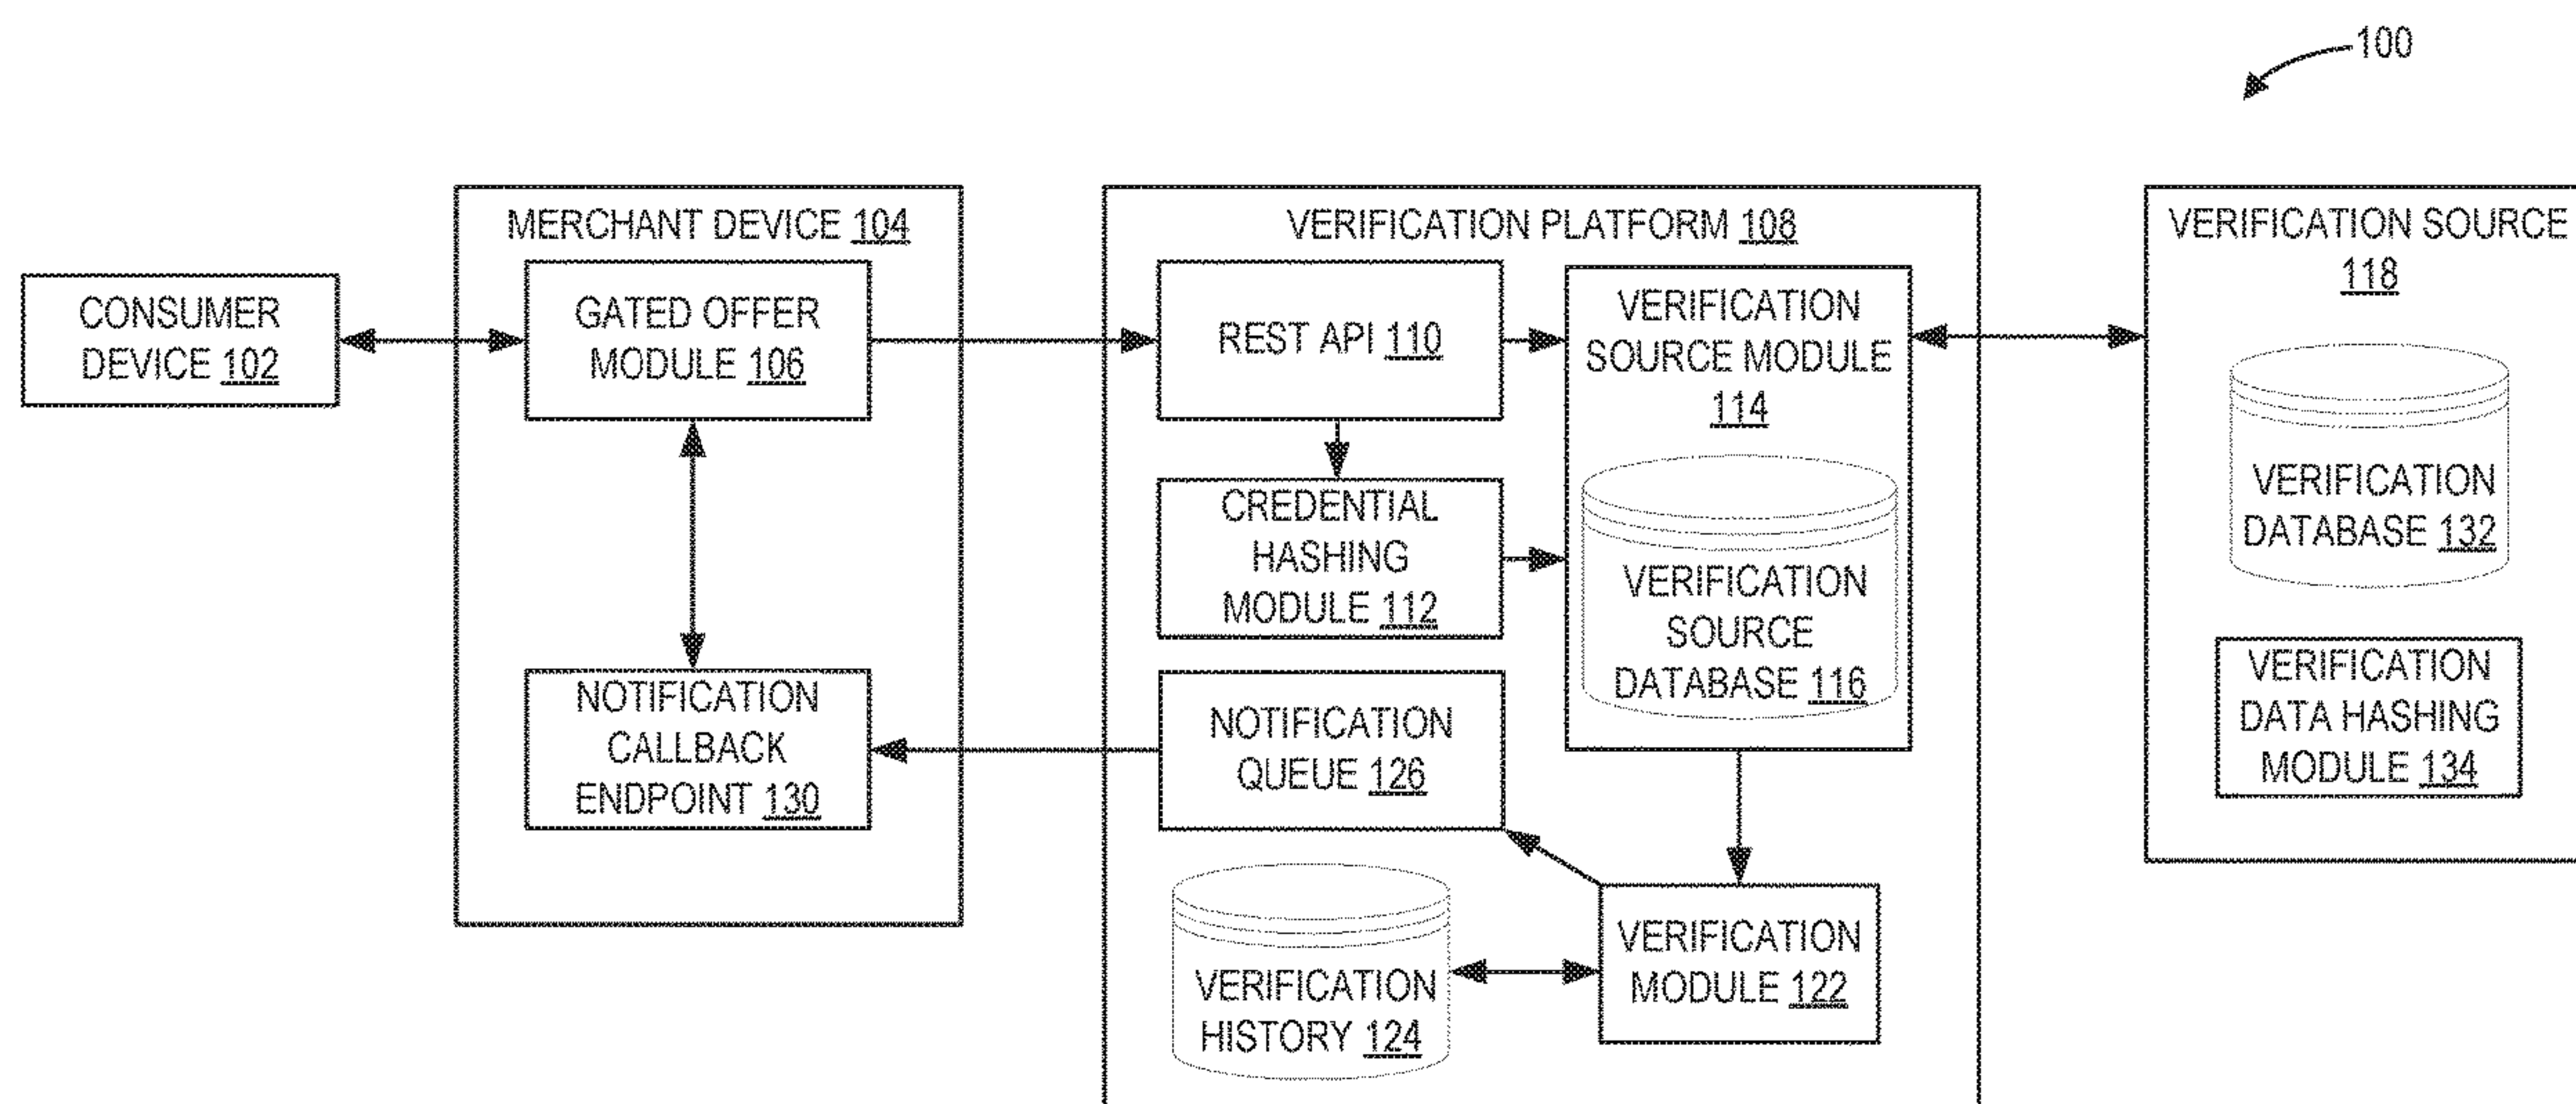 100
MERCHANT DEVICE 104
VERIFICATION PLATFORM 108
VERIFICATION SOURCE
118
CONSUMER
DEVICE 102
GATED OFFER
MODULE 106
REST API 110
VERIFICATION
SOURCE MODULE
114
CREDENTIAL
HASHING
MODULE 112
VERIFICATION
SOURCE
DATABASE 116
VERIFICATION
DATABASE 132
VERIFICATION
DATA HASHING
MODULE 134
NOTIFICATION
CALLBACK
ENDPOINT 130
NOTIFICATION
QUEUE 126
VERIFICATION
HISTORY 124
VERIFICATION
MODULE 122